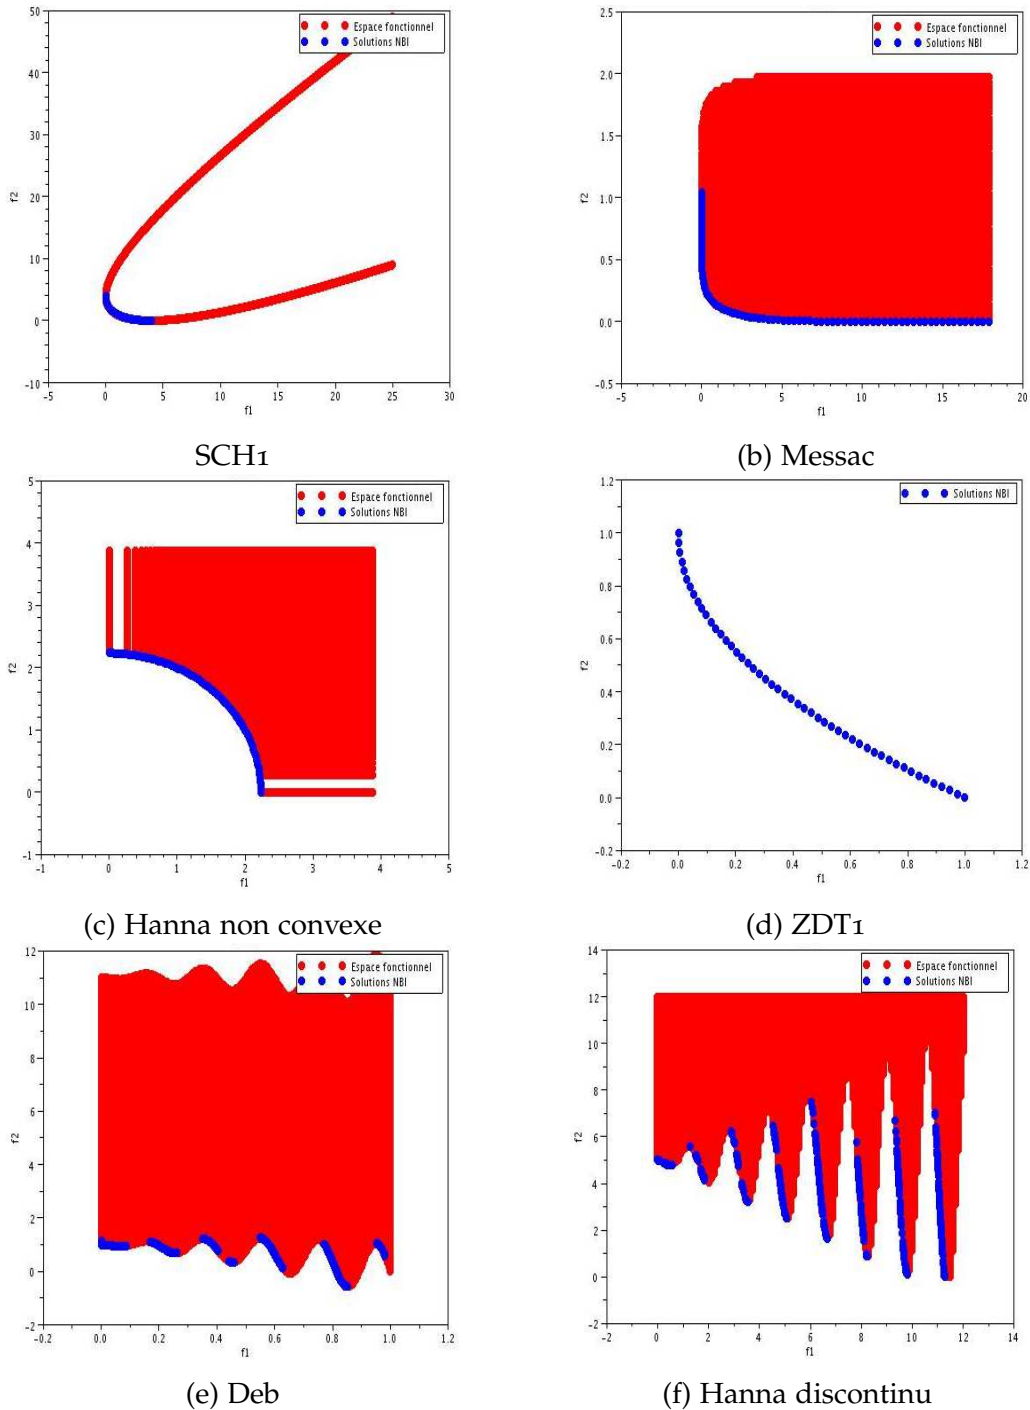 50
40
30
20
10
0
-10
f2
-5 0 5 10 15 20 25 30
f1
Espace fonctionnel
Solutions NBI
SCH1
2.5
2.0
1.5
1.0
0.5
0.0
-0.5
f2
-5 0 5 10 15 20
f1
Espace fonctionnel
Solutions NBI
(b) Messac
5
4
3
2
1
0
-1
f2
-1 0 1 2 3 4 5
f1
Espace fonctionnel
Solutions NBI
(c) Hanna non convexe
1.2
1.0
0.8
0.6
0.4
0.2
0.0
-0.2
f2
-0.2 0.0 0.2 0.4 0.6 0.8 1.0 1.2
f1
Solutions NBI
(d) ZDT1
12
10
8
6
4
2
0
-2
f2
-0.2 0.0 0.2 0.4 0.6 0.8 1.0 1.2
f1
Espace fonctionnel
Solutions NBI
(e) Deb
14
12
10
8
6
4
2
0
-2
f2
-2 0 2 4 6 8 10 12 14
f1
Espace fonctionnel
Solutions NBI
(f) Hanna discontinu